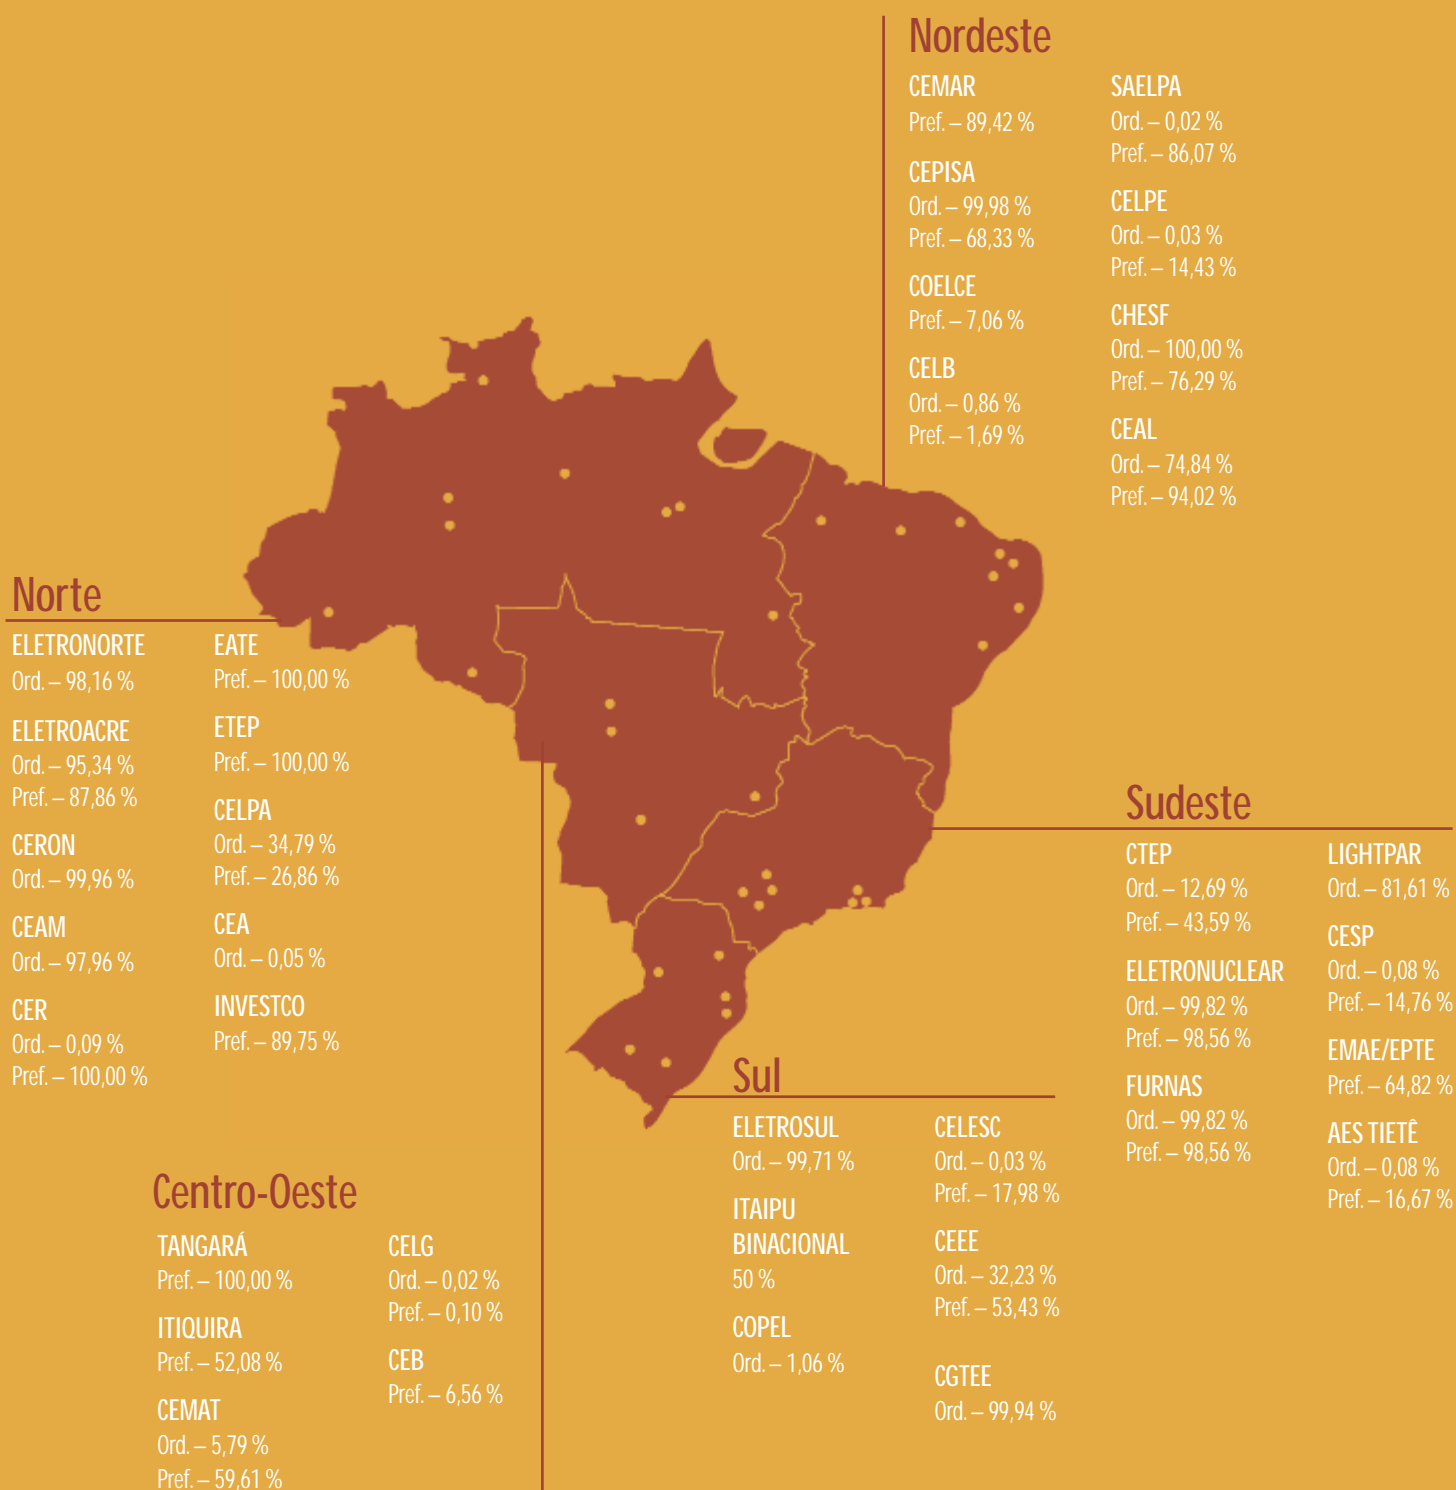 Nordeste
CEMAR
Pref. – 89,42 %
CEPISA
Ord. – 99,98 %
Pref. – 68,33 %
COELCE
Pref. – 7,06 %
CELB
Ord. – 0,86 %
Pref. – 1,69 %
SAELPA
Ord. – 0,02 %
Pref. – 86,07 %
CELPE
Ord. – 0,03 %
Pref. – 14,43 %
CHESF
Ord. – 100,00 %
Pref. – 76,29 %
CEAL
Ord. – 74,84 %
Pref. – 94,02 %
Norte
ELETRONORTE
Ord. – 98,16 %
ELETROACRE
Ord. – 95,34 %
Pref. – 87,86 %
CERON
Ord. – 99,96 %
CEAM
Ord. – 97,96 %
CER
Ord. – 0,09 %
Pref. – 100,00 %
EATE
Pref. – 100,00 %
ETEP
Pref. – 100,00 %
CELPA
Ord. – 34,79 %
Pref. – 26,86 %
CEA
Ord. – 0,05 %
INVESTCO
Pref. – 89,75 %
Sudeste
CTEP
Ord. – 12,69 %
Pref. – 43,59 %
ELETRONUCLEAR
Ord. – 99,82 %
Pref. – 98,56 %
FURNAS
Ord. – 99,82 %
Pref. – 98,56 %
LIGHTPAR
Ord. – 81,61 %
CESP
Ord. – 0,08 %
Pref. – 14,76 %
EMAE/EPTE
Pref. – 64,82 %
AES TIETÊ
Ord. – 0,08 %
Pref. – 16,67 %
Sul
ELETROSUL
Ord. – 99,71 %
ITAIPU
BINACIONAL
50 %
COPEL
Ord. – 1,06 %
CELESC
Ord. – 0,03 %
Pref. – 17,98 %
CEEE
Ord. – 32,23 %
Pref. – 53,43 %
CGTEE
Ord. – 99,94 %
Centro-Oeste
TANGARÁ
Pref. – 100,00 %
ITIQUIRA
Pref. – 52,08 %
CEMAT
Ord. – 5,79 %
Pref. – 59,61 %
CELG
Ord. – 0,02 %
Pref. – 0,10 %
CEB
Pref. – 6,56 %